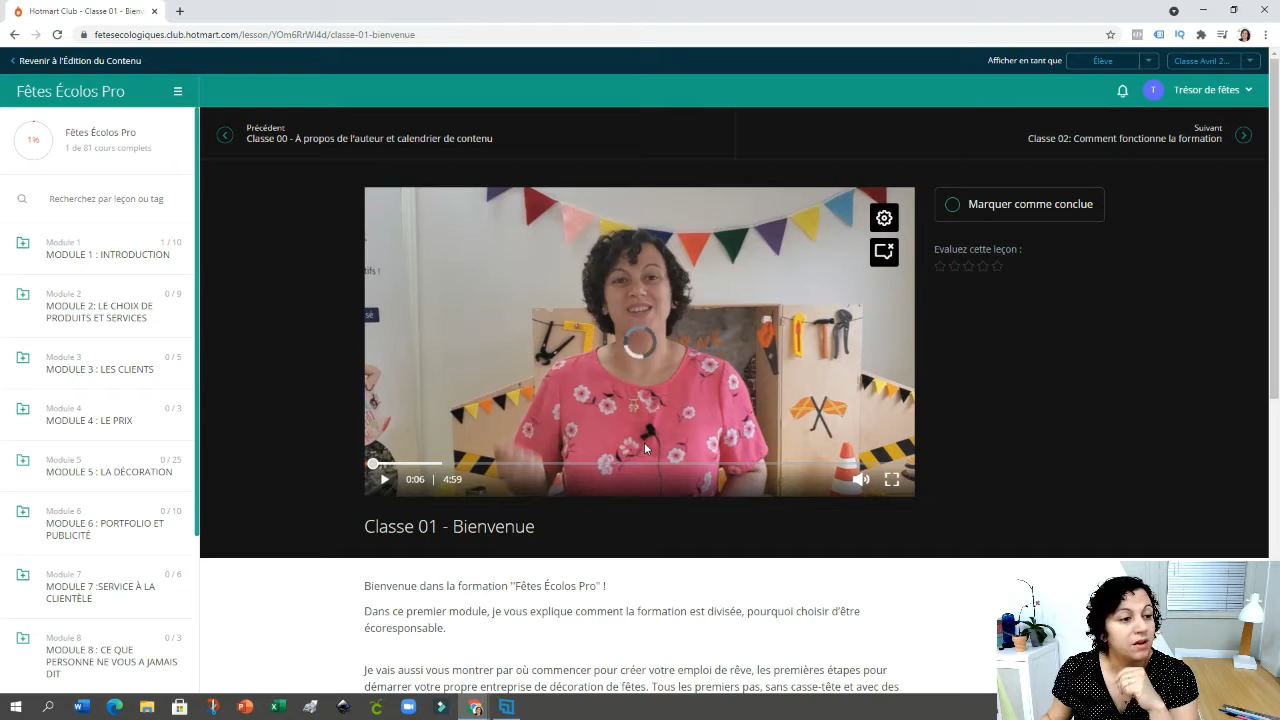 Hotmart Club - Classe 01 - Bien
fetesecologiques.club.hotmart.com/lesson/YOm6RrWl4d/classe-01-bienvenue
Revenir à l'Édition du Contenu
Afficher en tant que
Élève
Classe Avril 2...
Fêtes Écolos Pro
T
Trésor de fêtes
1%
Fêtes Écolos Pro
1 de 81 cours complets
Recherchez par leçon ou tag
Module 1
1 / 10
MODULE 1 : INTRODUCTION
Module 2
0 / 9
MODULE 2: LE CHOIX DE
PRODUITS ET SERVICES
Module 3
0 / 5
MODULE 3 : LES CLIENTS
Module 4
0 / 3
MODULE 4 : LE PRIX
Module 5
0 / 25
MODULE 5 : LA DÉCORATION
Module 6
0 / 10
MODULE 6 : PORTFOLIO ET
PUBLICITÉ
Module 7
0 / 6
MODULE 7 :SERVICE À LA
CLIENTÈLE
Module 8
0 / 3
MODULE 8 : CE QUE
PERSONNE NE VOUS A JAMAIS
DIT
Précédent
Classe 00 - À propos de l'auteur et calendrier de contenu
Suivant
Classe 02: Comment fonctionne la formation
tifs !
sé
0:06 | 4:59
Marquer comme conclue
Evaluez cette leçon :
Classe 01 - Bienvenue
Bienvenue dans la formation "Fêtes Écolos Pro" !
Dans ce premier module, je vous explique comment la formation est divisée, pourquoi choisir d'être
écoresponsable.
Je vais aussi vous montrer par où commencer pour créer votre emploi de rêve, les premières étapes pour
démarrer votre propre entreprise de décoration de fêtes. Tous les premiers pas, sans casse-tête et avec des